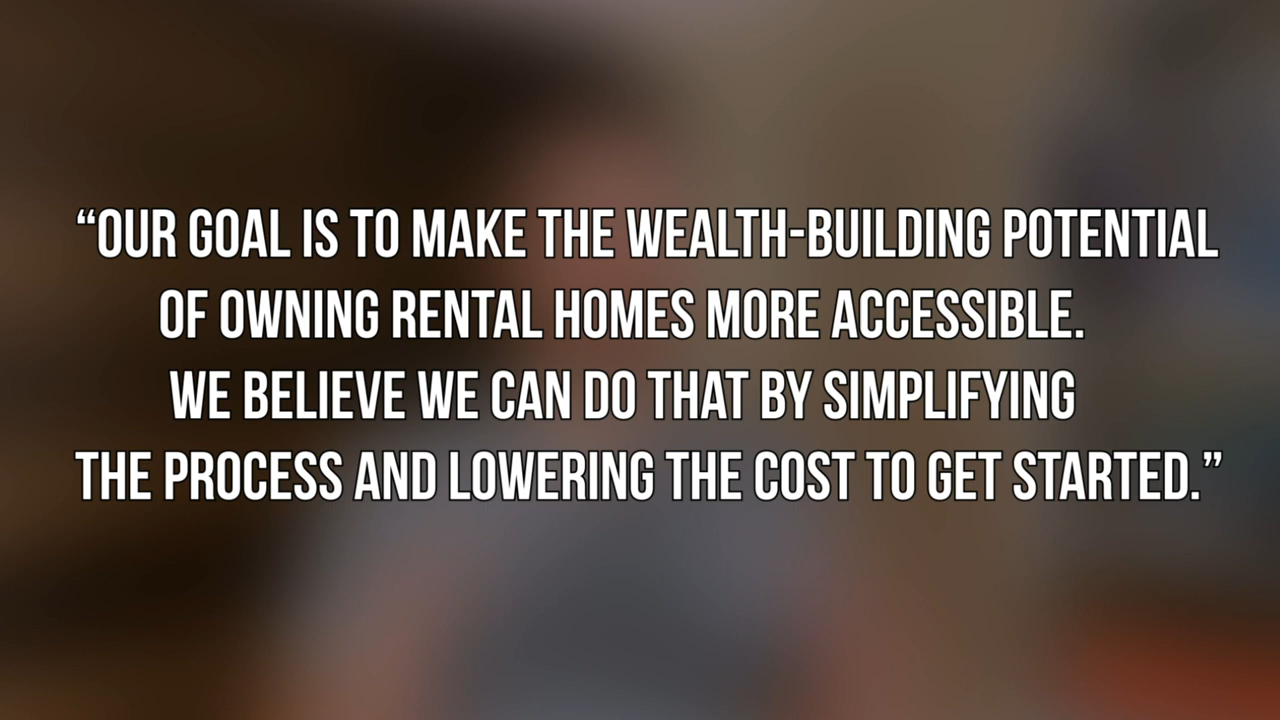 “OUR GOAL IS TO MAKE THE WEALTH-BUILDING POTENTIAL
OF OWNING RENTAL HOMES MORE ACCESSIBLE.
WE BELIEVE WE CAN DO THAT BY SIMPLIFYING
THE PROCESS AND LOWERING THE COST TO GET STARTED.”